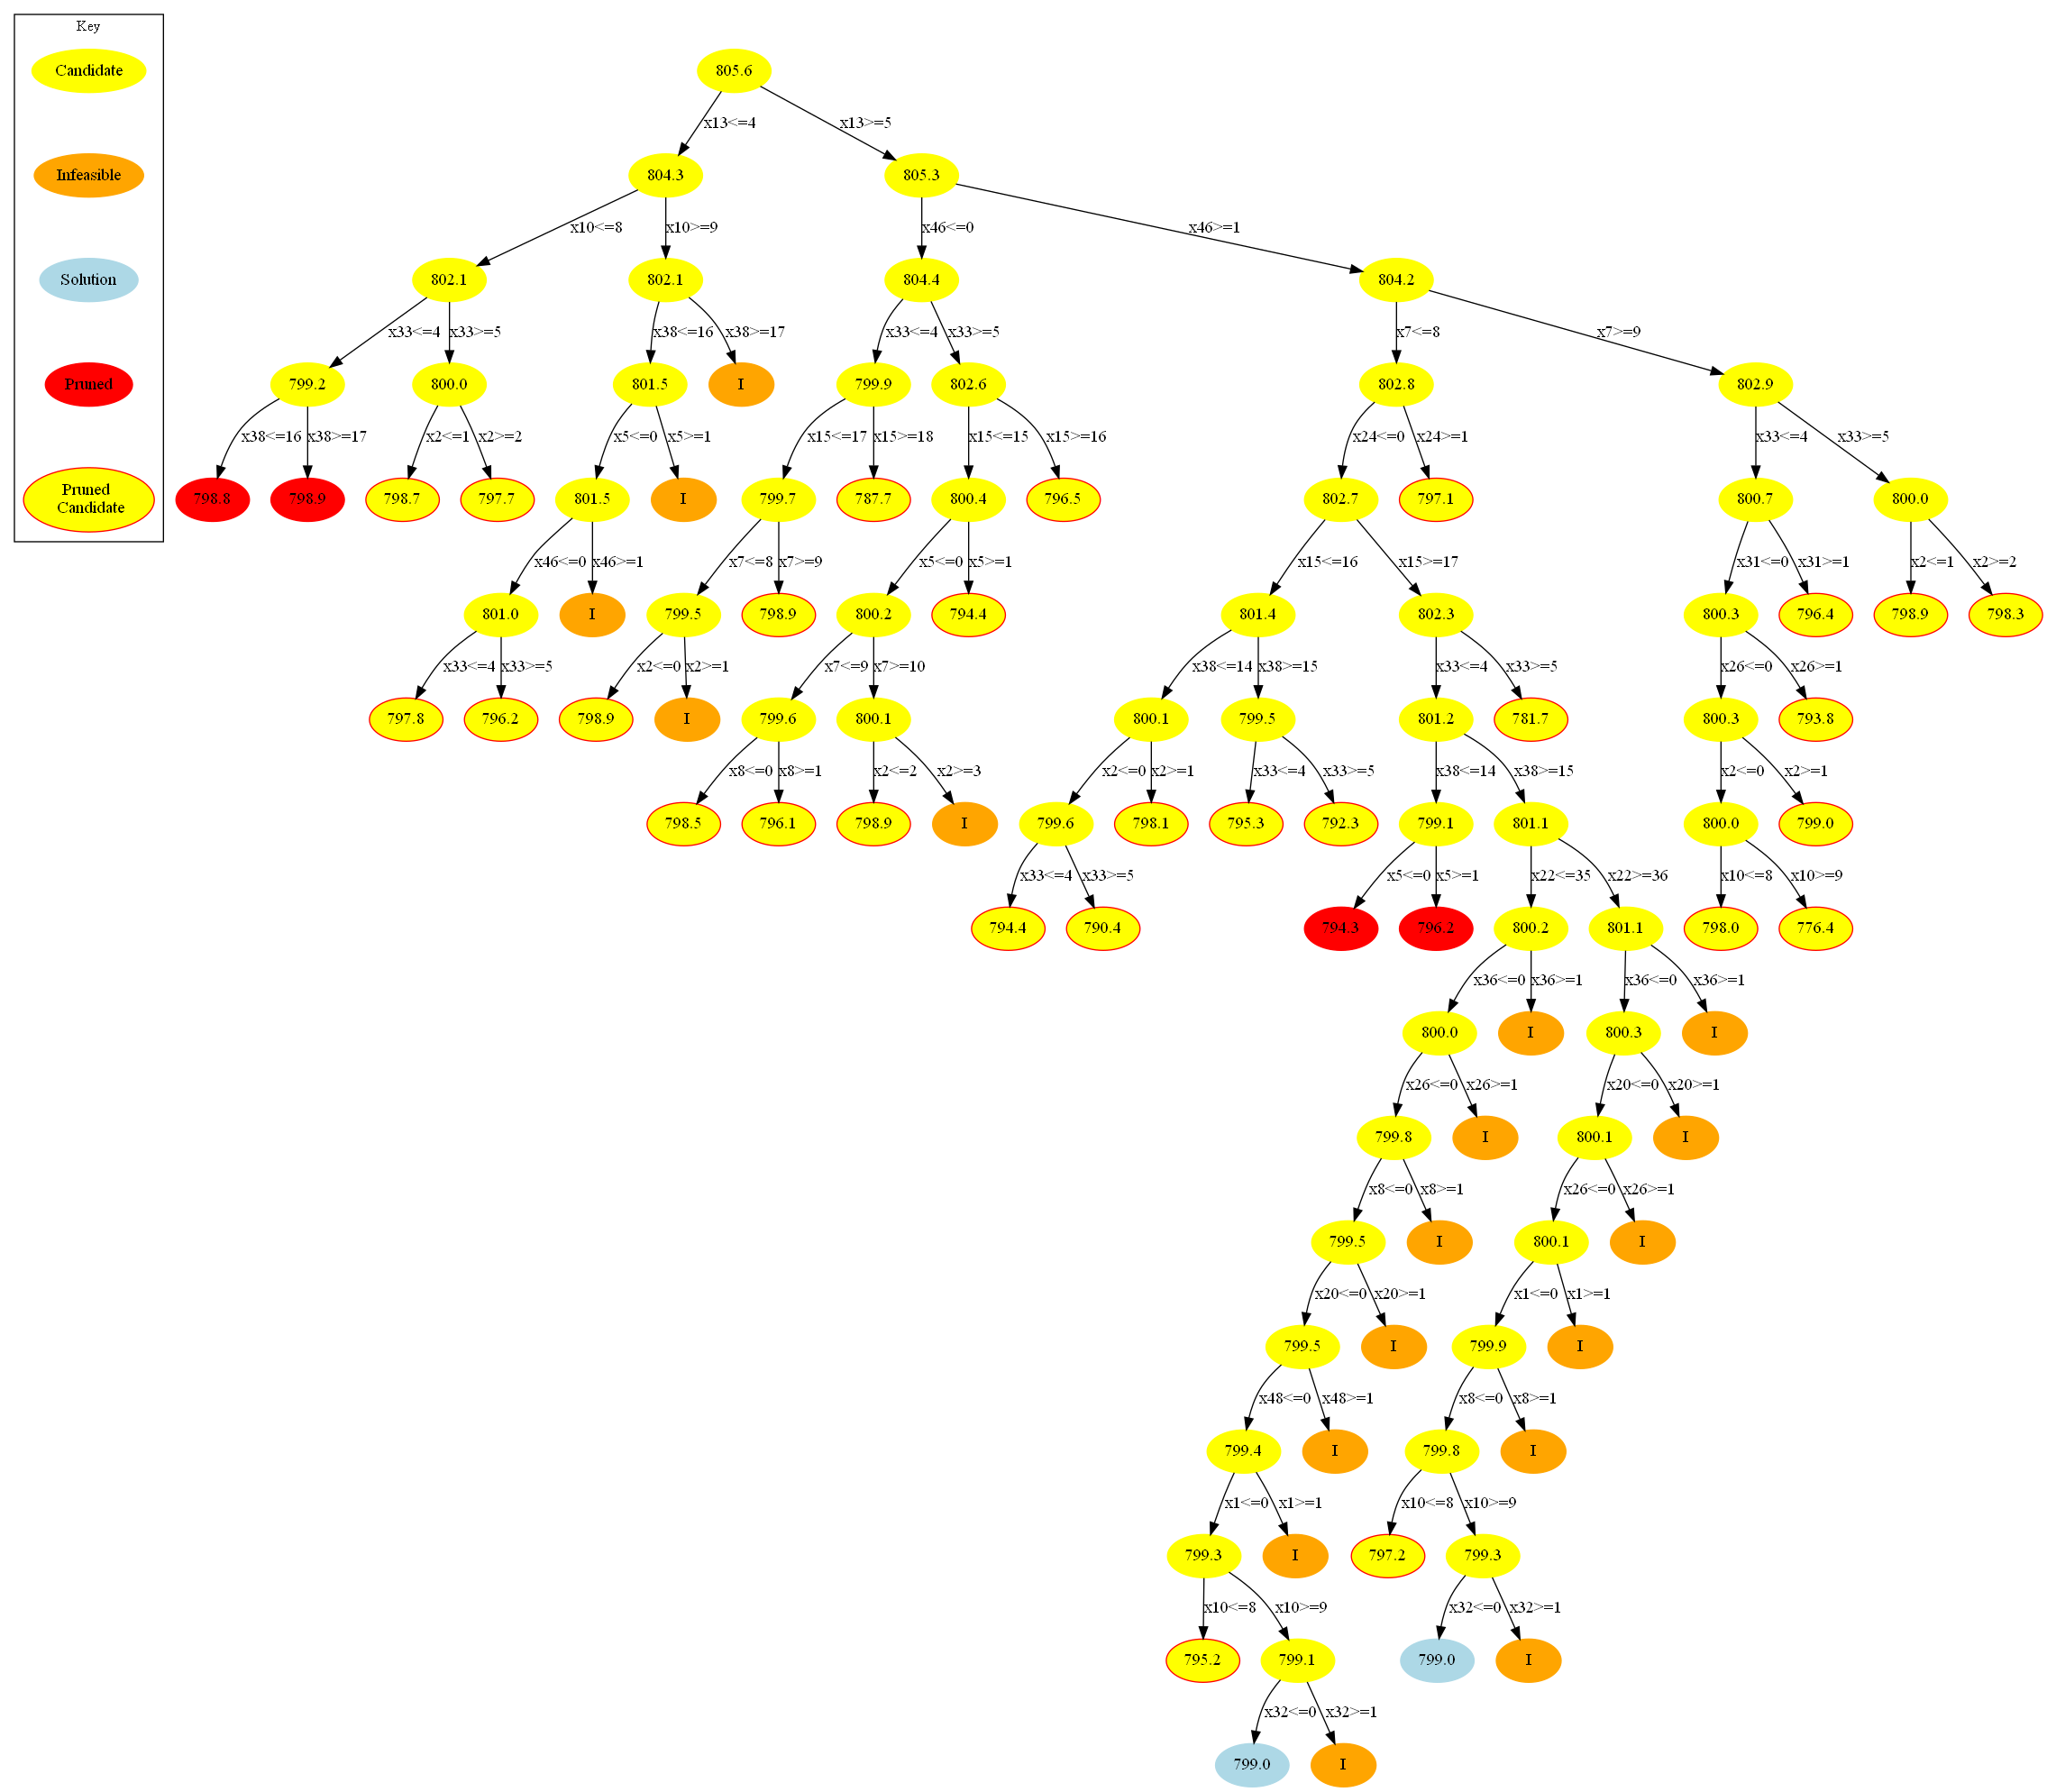 Key
Candidate
Infeasible
Solution
Pruned
Pruned
Candidate
805.6
x13<=4 x13>=5
804.3 805.3
x10<=8 x10>=9 x46<=0 x46>=1
802.1 802.1 804.4 804.2
x33<=4 x33>=5 x38<=16 x38>=17 x33<=4 x33>=5 x7<=8 x7>=9
799.2 800.0 801.5 I 799.9 802.6 802.8 802.9
x38<=16 x38>=17 x2<=1 x2>=2 x5<=0 x5>=1 x15<=17 x15>=18 x15<=15 x15>=16 x24<=0 x24>=1 x33<=4 x33>=5
798.8 798.9 798.7 797.7 801.5 I 799.7 787.7 800.4 796.5 802.7 797.1 800.7 800.0
x46<=0 x46>=1 x7<=8 x7>=9 x5<=0 x5>=1 x15<=16 x15>=17 x31<=0 x31>=1 x2<=1 x2>=2
801.0 I 799.5 798.9 800.2 794.4 801.4 802.3 800.3 796.4 798.9 798.3
x33<=4 x33>=5 x2<=0 x2>=1 x7<=9 x7>=10 x38<=14 x38>=15 x33<=4 x33>=5 x26<=0 x26>=1
797.8 796.2 798.9 I 799.6 800.1 800.1 799.5 801.2 781.7 800.3 793.8
x8<=0 x8>=1 x2<=2 x2>=3 x2<=0 x2>=1 x33<=4 x33>=5 x38<=14 x38>=15 x2<=0 x2>=1
798.5 796.1 798.9 I 799.6 798.1 795.3 792.3 799.1 801.1 800.0 799.0
x33<=4 x33>=5 x5<=0 x5>=1 x22<=35 x22>=36 x10<=8 x10>=9
794.4 790.4 794.3 796.2 800.2 801.1 798.0 776.4
x36<=0 x36>=1 x36<=0 x36>=1
800.0 I 800.3 I
x26<=0 x26>=1 x20<=0 x20>=1
799.8 I 800.1 I
x8<=0 x8>=1 x26<=0 x26>=1
799.5 I 800.1 I
x20<=0 x20>=1 x1<=0 x1>=1
799.5 I 799.9 I
x48<=0 x48>=1 x8<=0 x8>=1
799.4 I 799.8 I
x1<=0 x1>=1 x10<=8 x10>=9
799.3 I 797.2 799.3
x10<=8 x10>=9 x32<=0 x32>=1
795.2 799.1 799.0 I
x32<=0 x32>=1
799.0 I